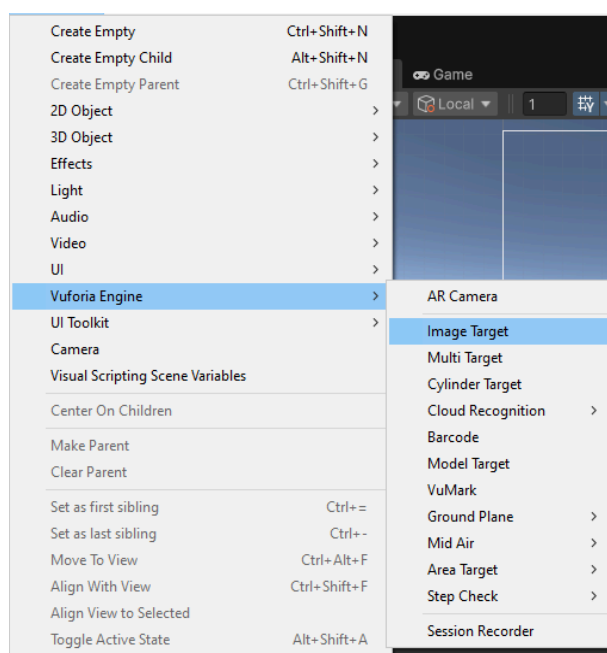 Create Empty Ctrl+Shift+N
Create Empty Child Alt+Shift+N
Create Empty Parent Ctrl+Shift+G
2D Object
3D Object
Effects
Light
Audio
Video
UI
Vuforia Engine
UI Toolkit
Camera
Visual Scripting Scene Variables
Center On Children
Make Parent
Clear Parent
Set as first sibling Ctrl+=
Set as last sibling Ctrl+-
Move To View Ctrl+Alt+F
Align With View Ctrl+Shift+F
Align View to Selected
Toggle Active State Alt+Shift+A
Game
Local 1
AR Camera
Image Target
Multi Target
Cylinder Target
Cloud Recognition
Barcode
Model Target
VuMark
Ground Plane
Mid Air
Area Target
Step Check
Session Recorder